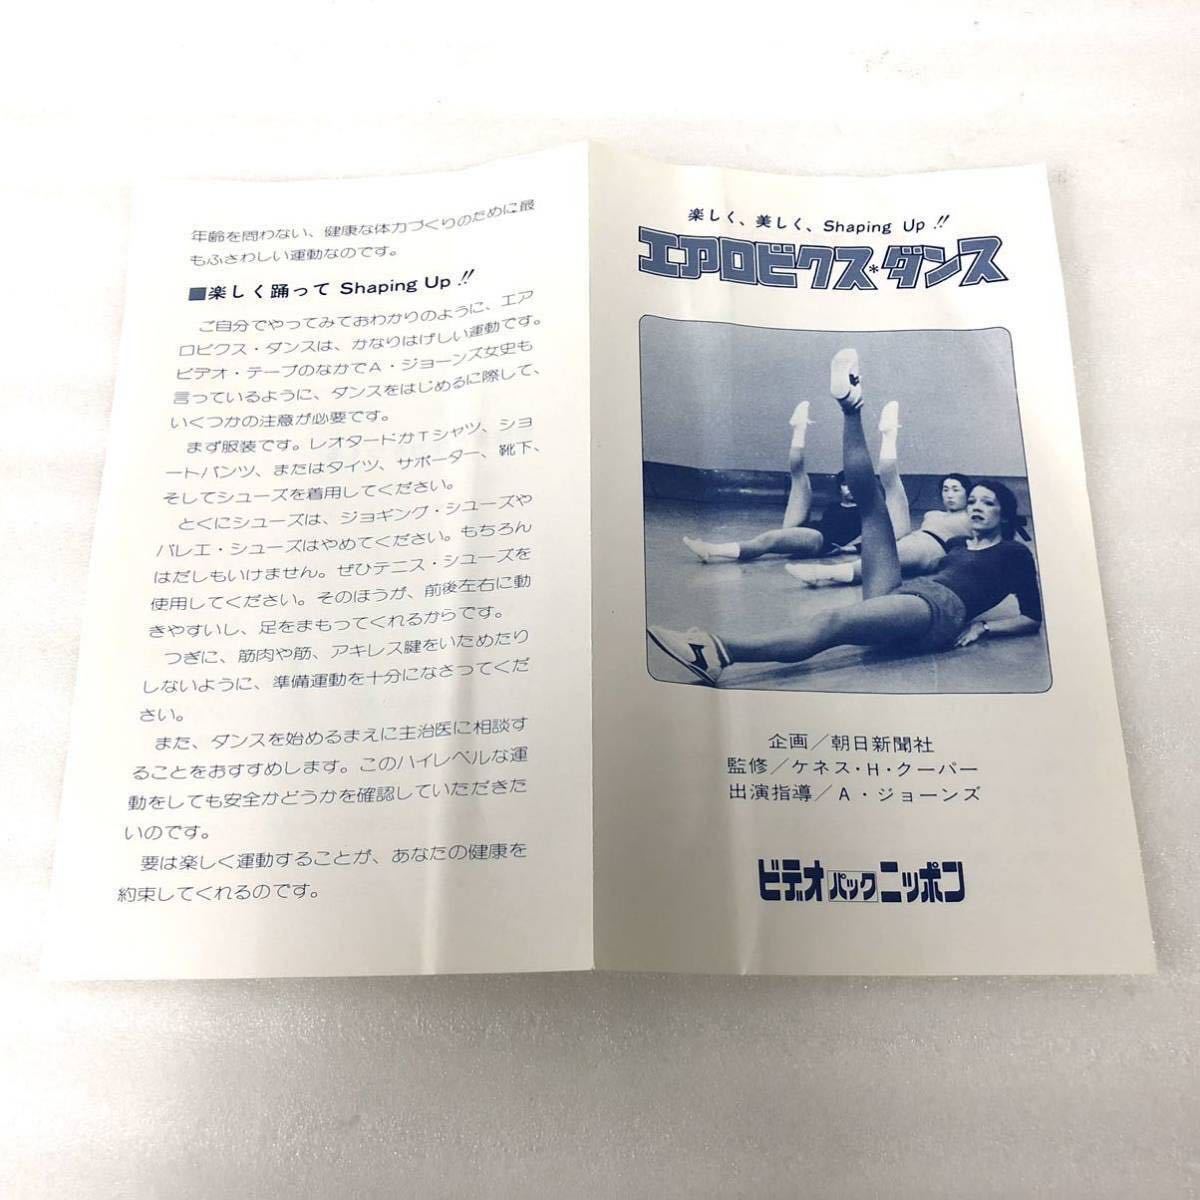 年齢を問わない、健康な体力づくりのために最
もふさわしい運動なのです。
■楽しく踊って Shaping Up!!
ご自分でやってみておわかりのように、エア
ロビクス・ダンスは、かなりはげしい運動です。
ビデオ・テープのなかでA・ジョーンズ女史も
言っているように、ダンスをはじめるに際して、
いくつかの注意が必要です。
まず服装です。レオタードかTシャツ、ショ
ートパンツ、またはタイツ、サポーター、靴下、
そしてシューズを着用してください。
とくにシューズは、ジョギング・シューズや
バレエ・シューズはやめてください。もちろん
はだしもいけません。ぜひテニス・シューズを
使用してください。そのほうが、前後左右に動
きやすいし、足をまもってくれるからです。
つぎに、筋肉や筋、アキレス腱をいためたり
しないように、準備運動を十分になさってくだ
さい。
また、ダンスを始めるまえに主治医に相談す
ることをおすすめします。このハイレベルな運
動をしても安全かどうかを確認していただきた
いのです。
要は楽しく運動することが、あなたの健康を
約束してくれるのです。
楽しく、美しく、Shaping Up!!
エアロビクス*ダンス
企画/朝日新聞社
監修/ケネス・H・クーパー
出演指導/A・ジョーンズ
ビデオパックニッポン